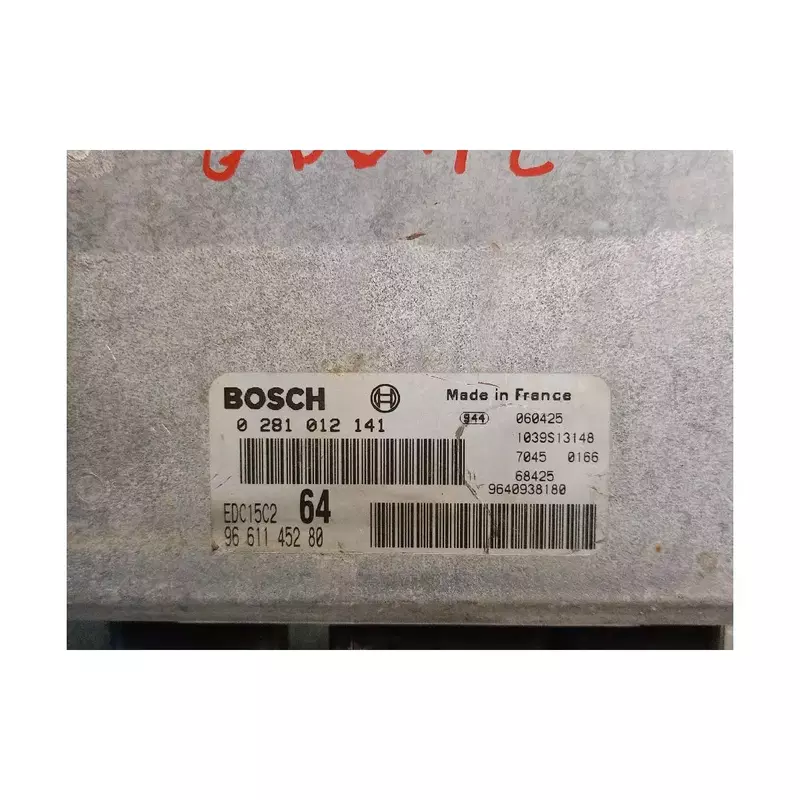 BOSCH
Made in France
0 281 012 141
944 060425
1039S13148
7045 0166
68425
9640938180
EDC15C2 64
96 611 452 80